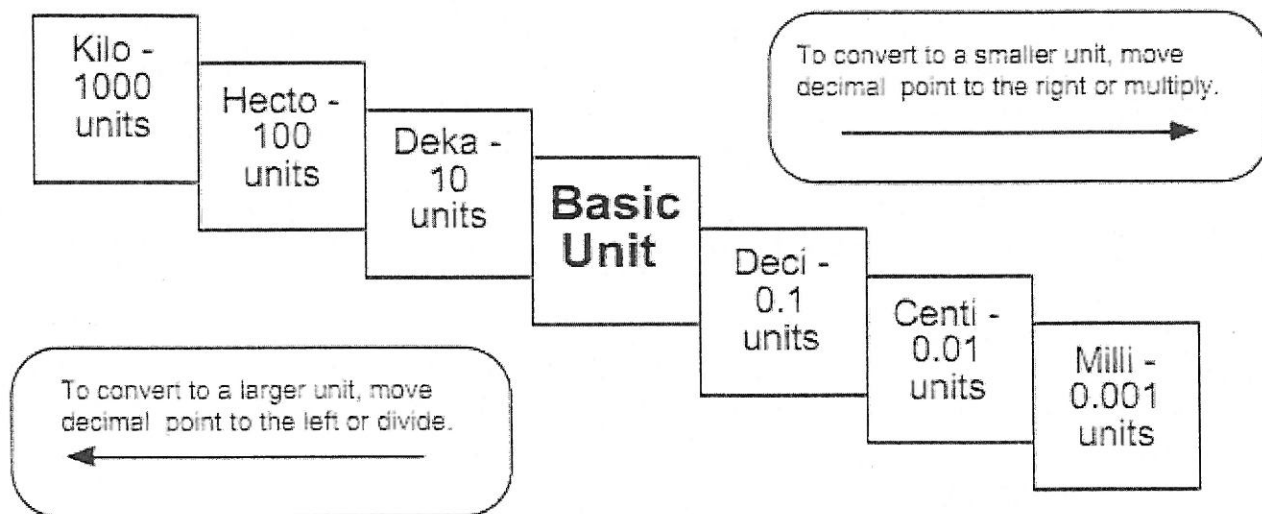 Kilo -
1000
units
Hecto -
100
units
Deka -
10
units
Basic
Unit
Deci -
0.1
units
Centi -
0.01
units
Milli -
0.001
units
To convert to a smaller unit, move
decimal point to the right or multiply.
To convert to a larger unit, move
decimal point to the left or divide.